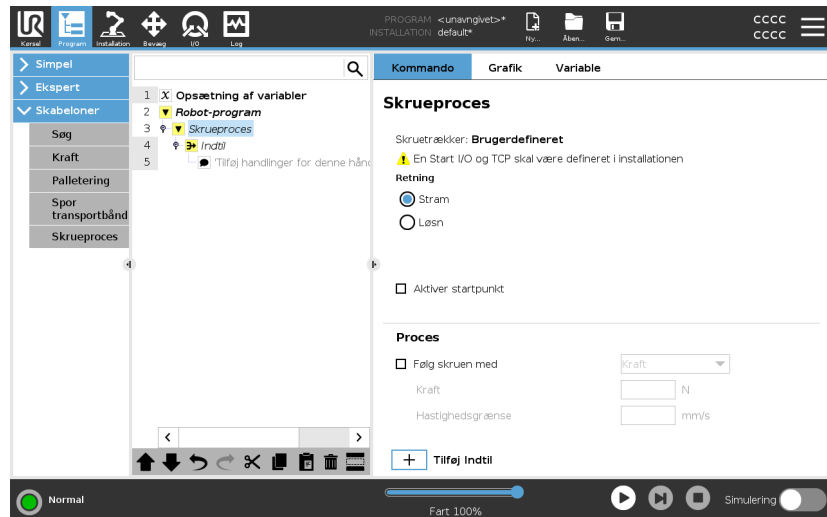 UR
Kørsel
Program
Installation
Bevæg
I/O
Log
PROGRAM <unavngivet>*
INSTALLATION default*
Ny...
Åben...
Gem...
cccc
cccc
Simpel
Ekspert
Skabeloner
Søg
Kraft
Palletering
Spor
transportbånd
Skrueproces
1 X Opsætning af variabler
2 Robot-program
3 Skrueproces
4 Indtil
5 'Tilføj handlinger for denne hånd
Kommando
Grafik
Variable
Skrueproces
Skruetrækker: Brugerdefineret
En Start I/O og TCP skal være defineret i installationen
Retning
Stram
Løsn
Aktiver startpunkt
Proces
Følg skruen med
Kraft
Kraft
N
Hastighedsgrænse
mm/s
+ Tilføj Indtil
Normal
Fart 100%
Simulering